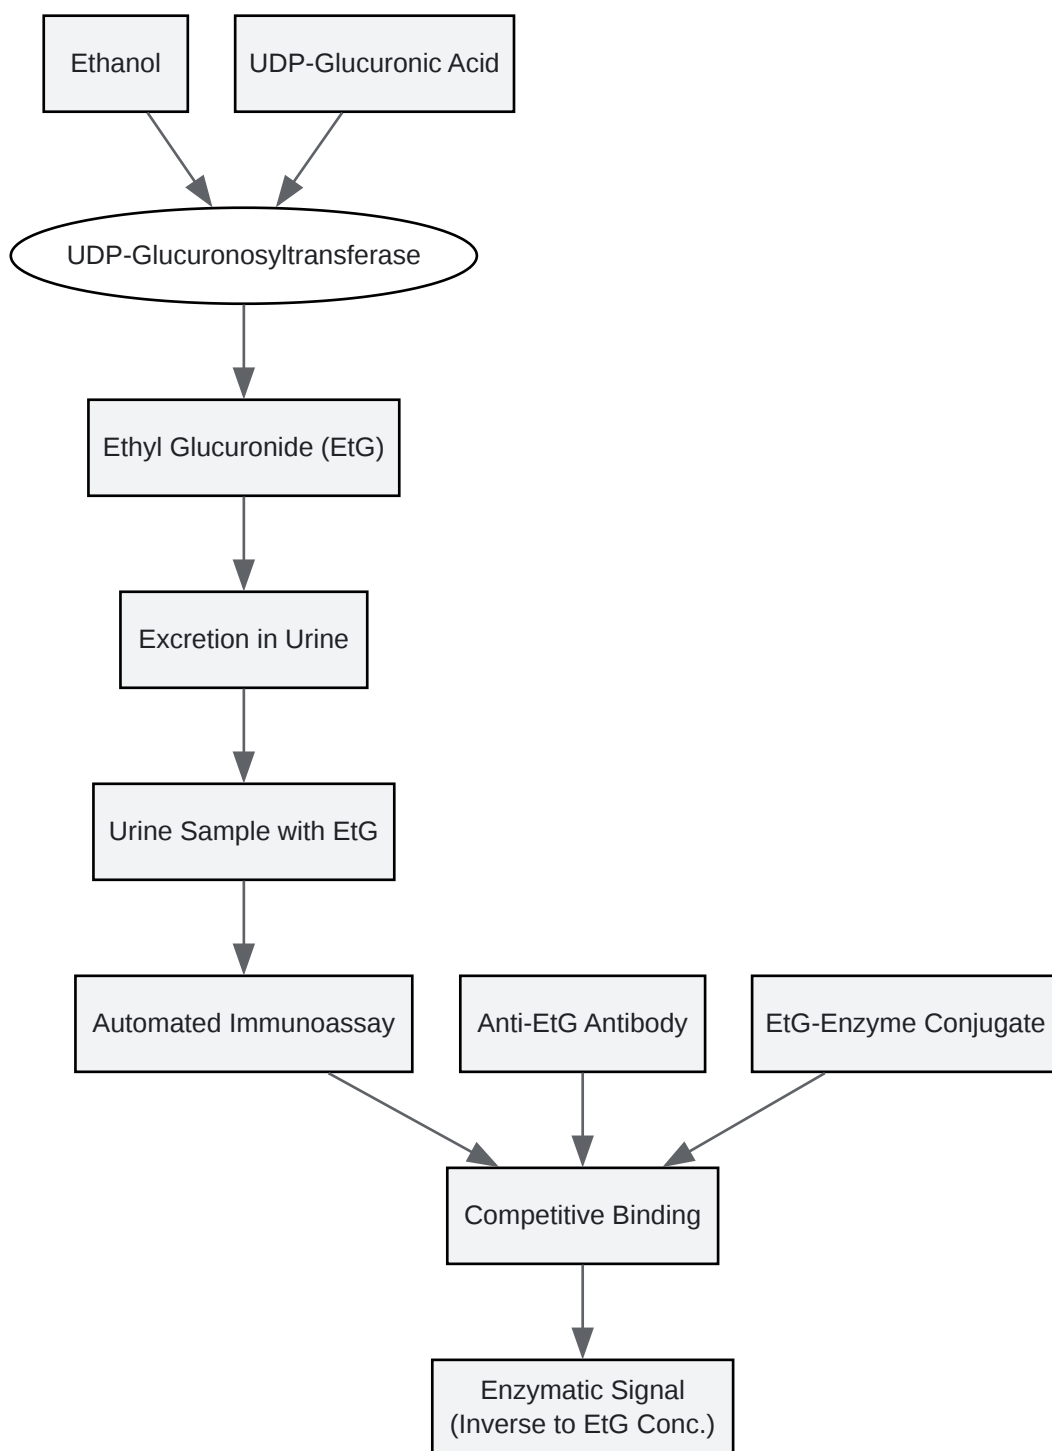 Ethanol
UDP-Glucuronic Acid
UDP-Glucuronosyltransferase
Ethyl Glucuronide (EtG)
Excretion in Urine
Urine Sample with EtG
Automated Immunoassay
Anti-EtG Antibody
EtG-Enzyme Conjugate
Competitive Binding
Enzymatic Signal
(Inverse to EtG Conc.)